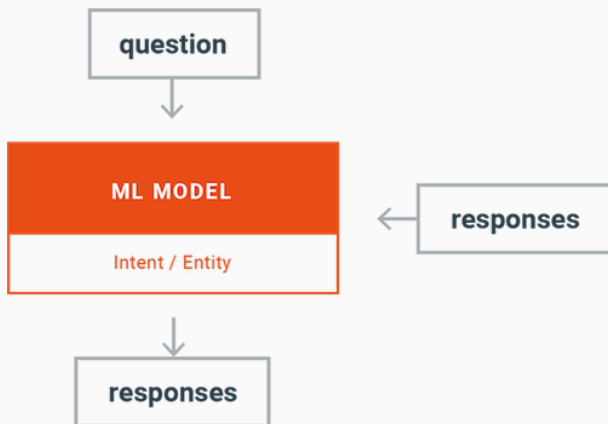 question
ML MODEL
Intent / Entity
responses
responses